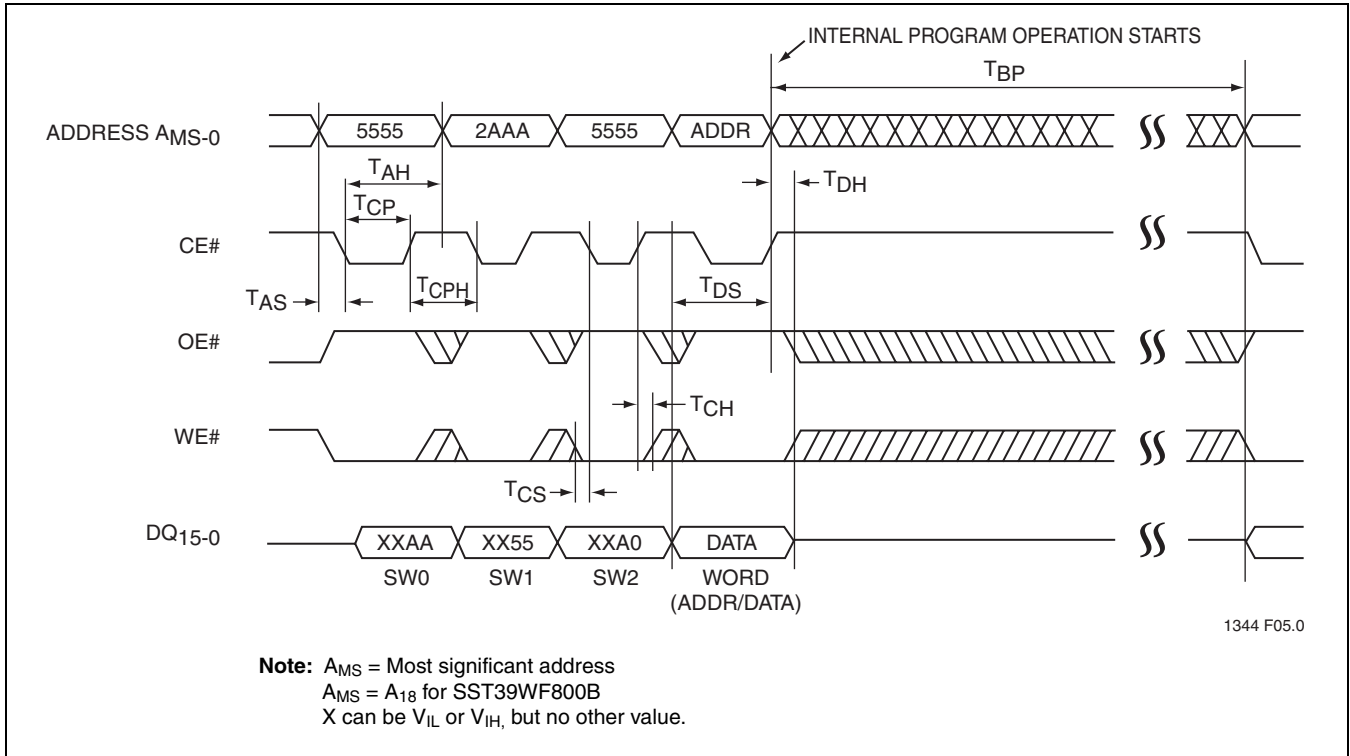 INTERNAL PROGRAM OPERATION STARTS
TBP
ADDRESS AMS-0
5555
2AAA
5555
ADDR
TAH
TDH
TCP
CE#
TAS
TCPH
TDS
OE#
TCH
WE#
TCS
DQ15-0
XXAA
XX55
XXA0
DATA
SW0
SW1
SW2
WORD
(ADDR/DATA)
1344 F05.0
Note: AMS = Most significant address
AMS = A18 for SST39WF800B
X can be VIL or VIH, but no other value.